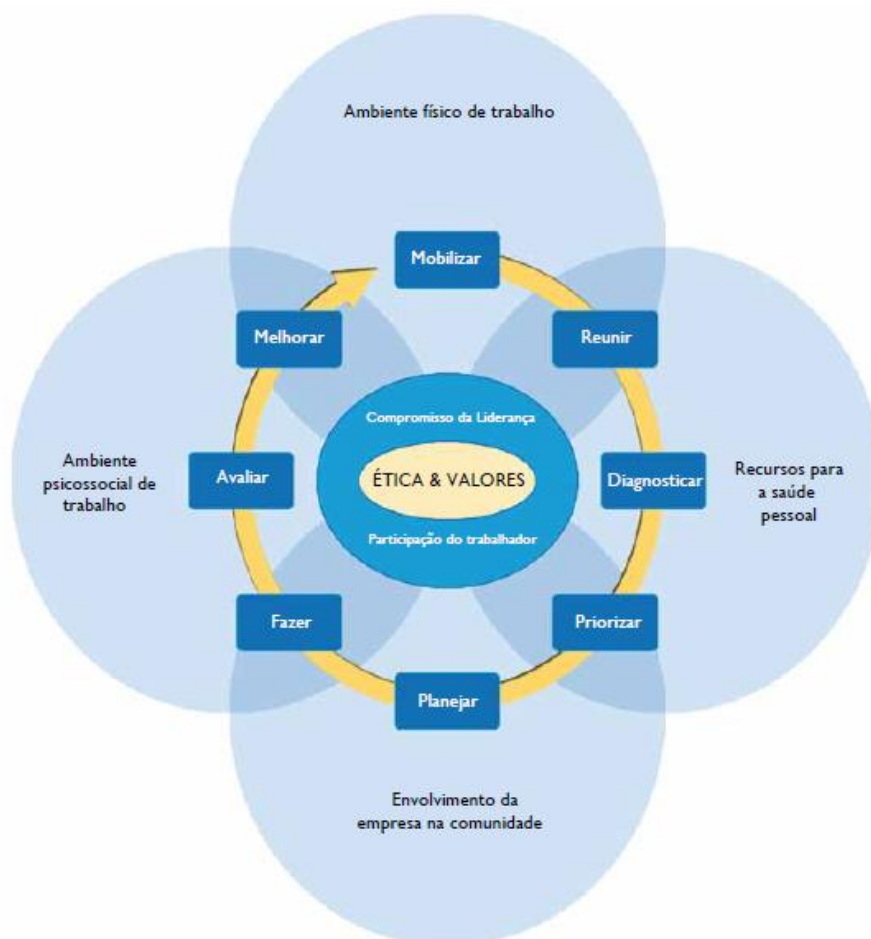 Ambiente físico de trabalho
Mobilizar
Melhorar
Reunir
Compromisso da Liderança
Ambiente
psicossocial de
trabalho
Avaliar
ÉTICA & VALORES
Diagnosticar
Recursos para
a saúde
pessoal
Participação do trabalhador
Fazer
Priorizar
Planejar
Envolvimento da
empresa na comunidade